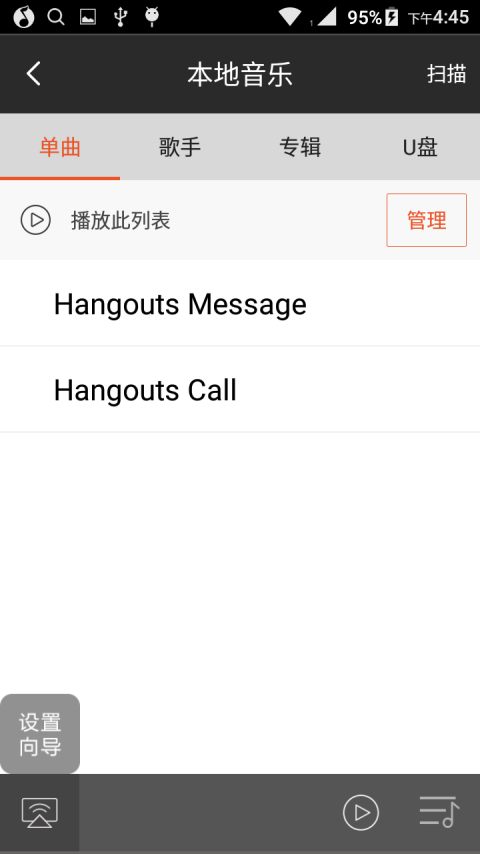 95% 下午4:45
本地音乐
扫描
单曲
歌手
专辑
U盘
播放此列表
管理
Hangouts Message
Hangouts Call
设置
向导